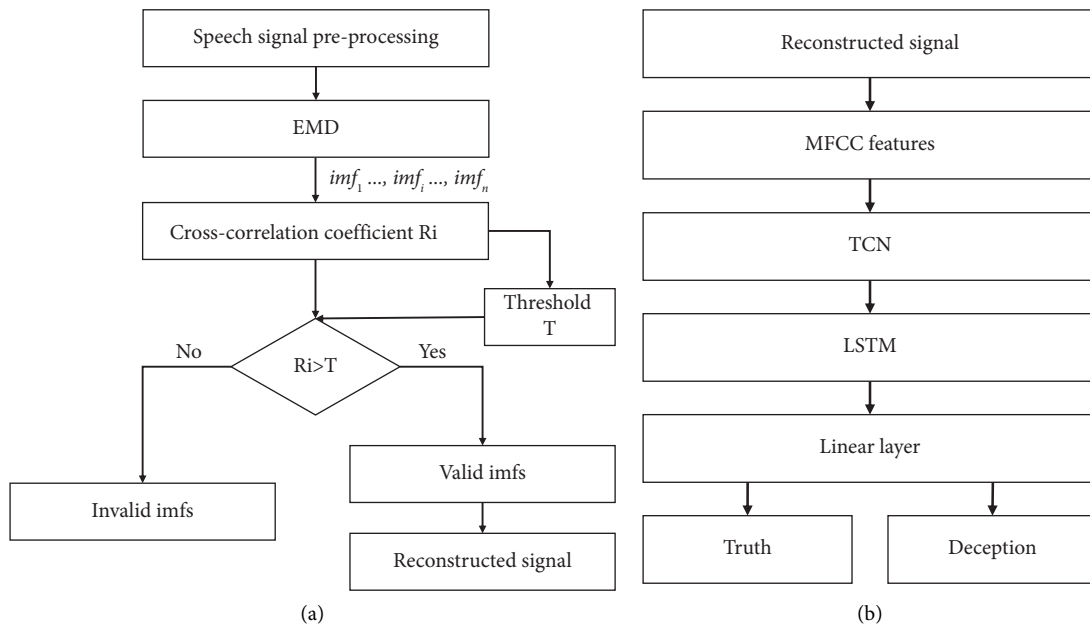 Speech signal pre-processing
EMD
imf1 ..., imfi ..., imfn
Cross-correlation coefficient Ri
Threshold
T
No
Ri>T
Yes
Valid imfs
Invalid imfs
Reconstructed signal
(a)
Reconstructed signal
MFCC features
TCN
LSTM
Linear layer
Truth
Deception
(b)